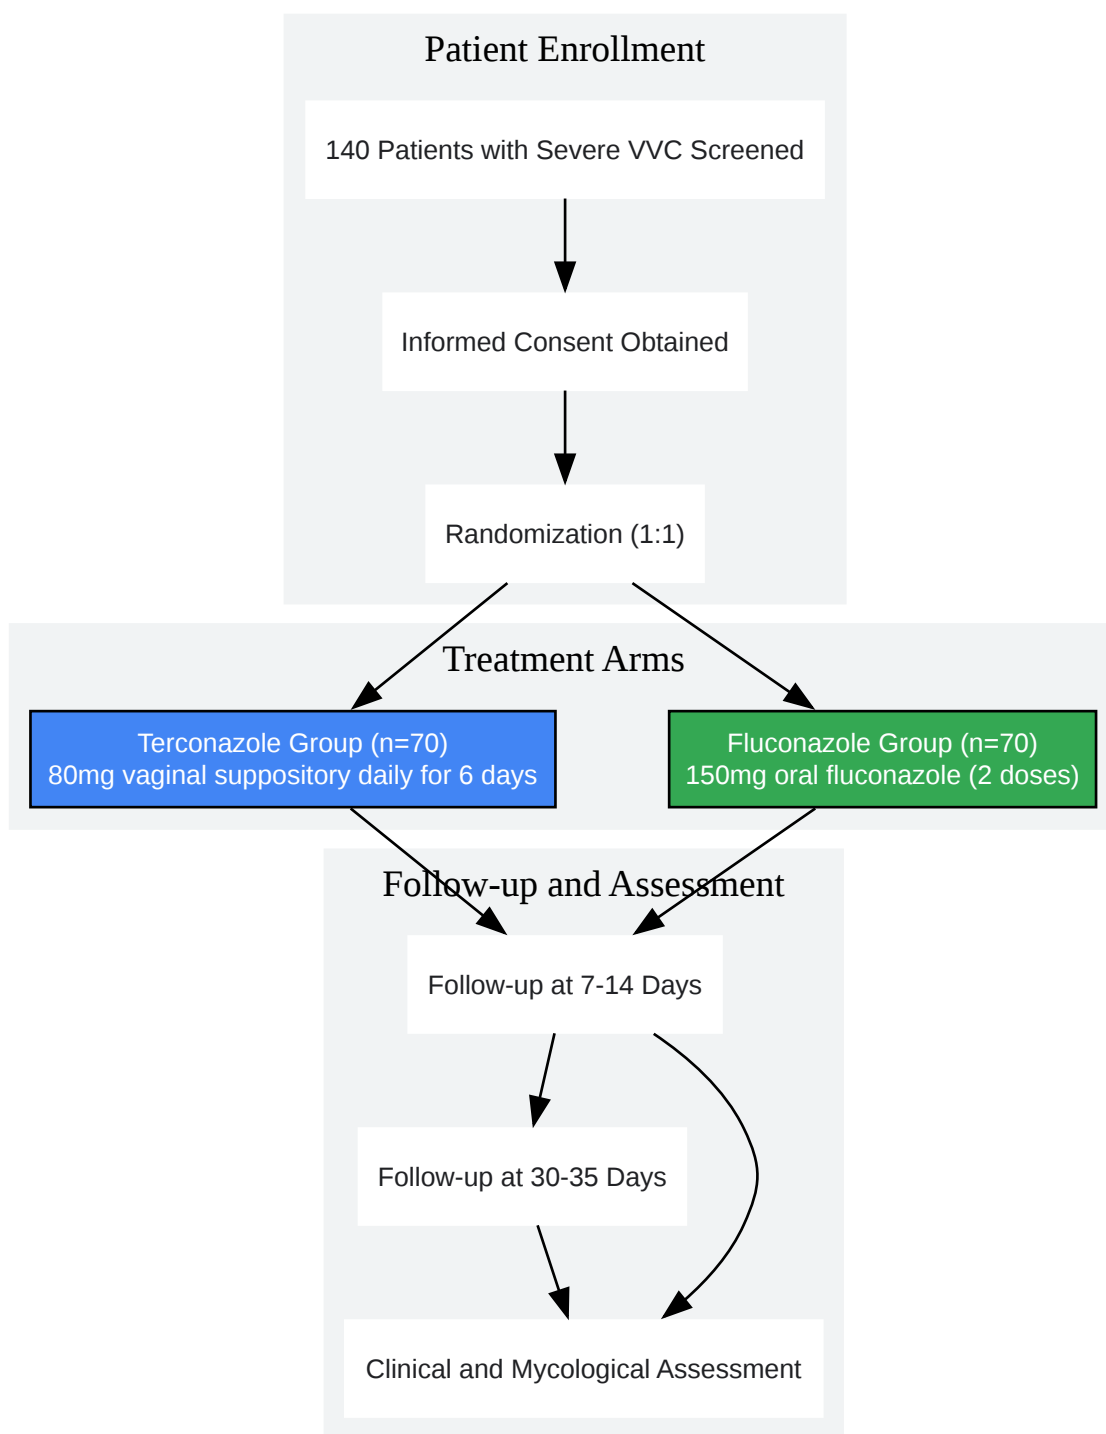 Patient Enrollment
140 Patients with Severe VVC Screened
Informed Consent Obtained
Randomization (1:1)
Treatment Arms
Terconazole Group (n=70)
80mg vaginal suppository daily for 6 days
Fluconazole Group (n=70)
150mg oral fluconazole (2 doses)
Follow-up and Assessment
Follow-up at 7-14 Days
Follow-up at 30-35 Days
Clinical and Mycological Assessment